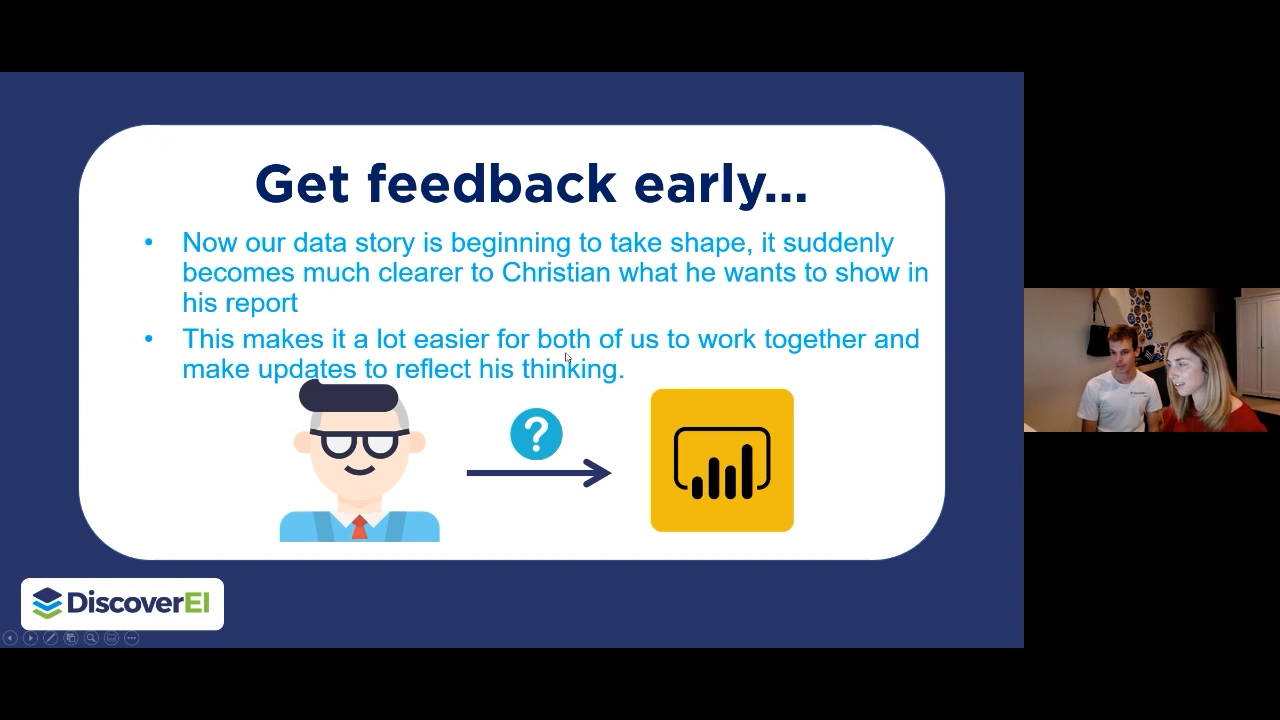 Get feedback early...
• Now our data story is beginning to take shape, it suddenly
becomes much clearer to Christian what he wants to show in
his report
• This makes it a lot easier for both of us to work together and
make updates to reflect his thinking.
?
DiscoverEI